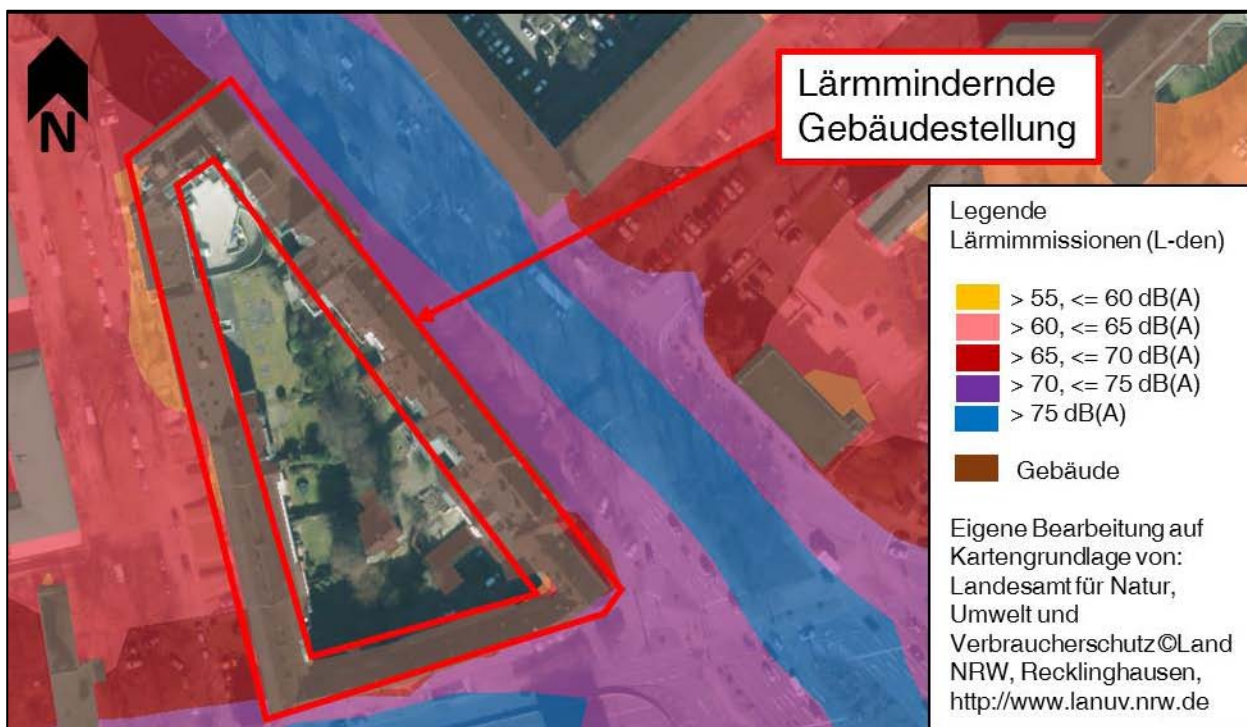 N
Lärmmindernde
Gebäudestellung
Legende
Lärmimmissionen (L-den)
> 55, <= 60 dB(A)
> 60, <= 65 dB(A)
> 65, <= 70 dB(A)
> 70, <= 75 dB(A)
> 75 dB(A)
Gebäude
Eigene Bearbeitung auf
Kartengrundlage von:
Landesamt für Natur,
Umwelt und
Verbraucherschutz ©Land
NRW, Recklinghausen,
http://www.lanuv.nrw.de